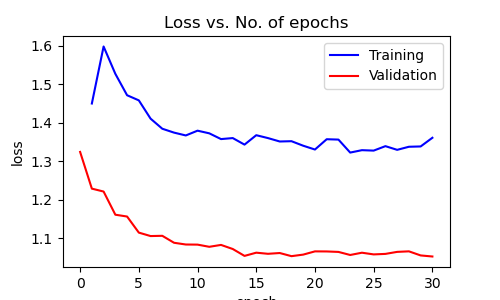 Loss vs. No. of epochs
Training
Validation
loss
1.6
1.5
1.4
1.3
1.2
1.1
0 5 10 15 20 25 30
epoch